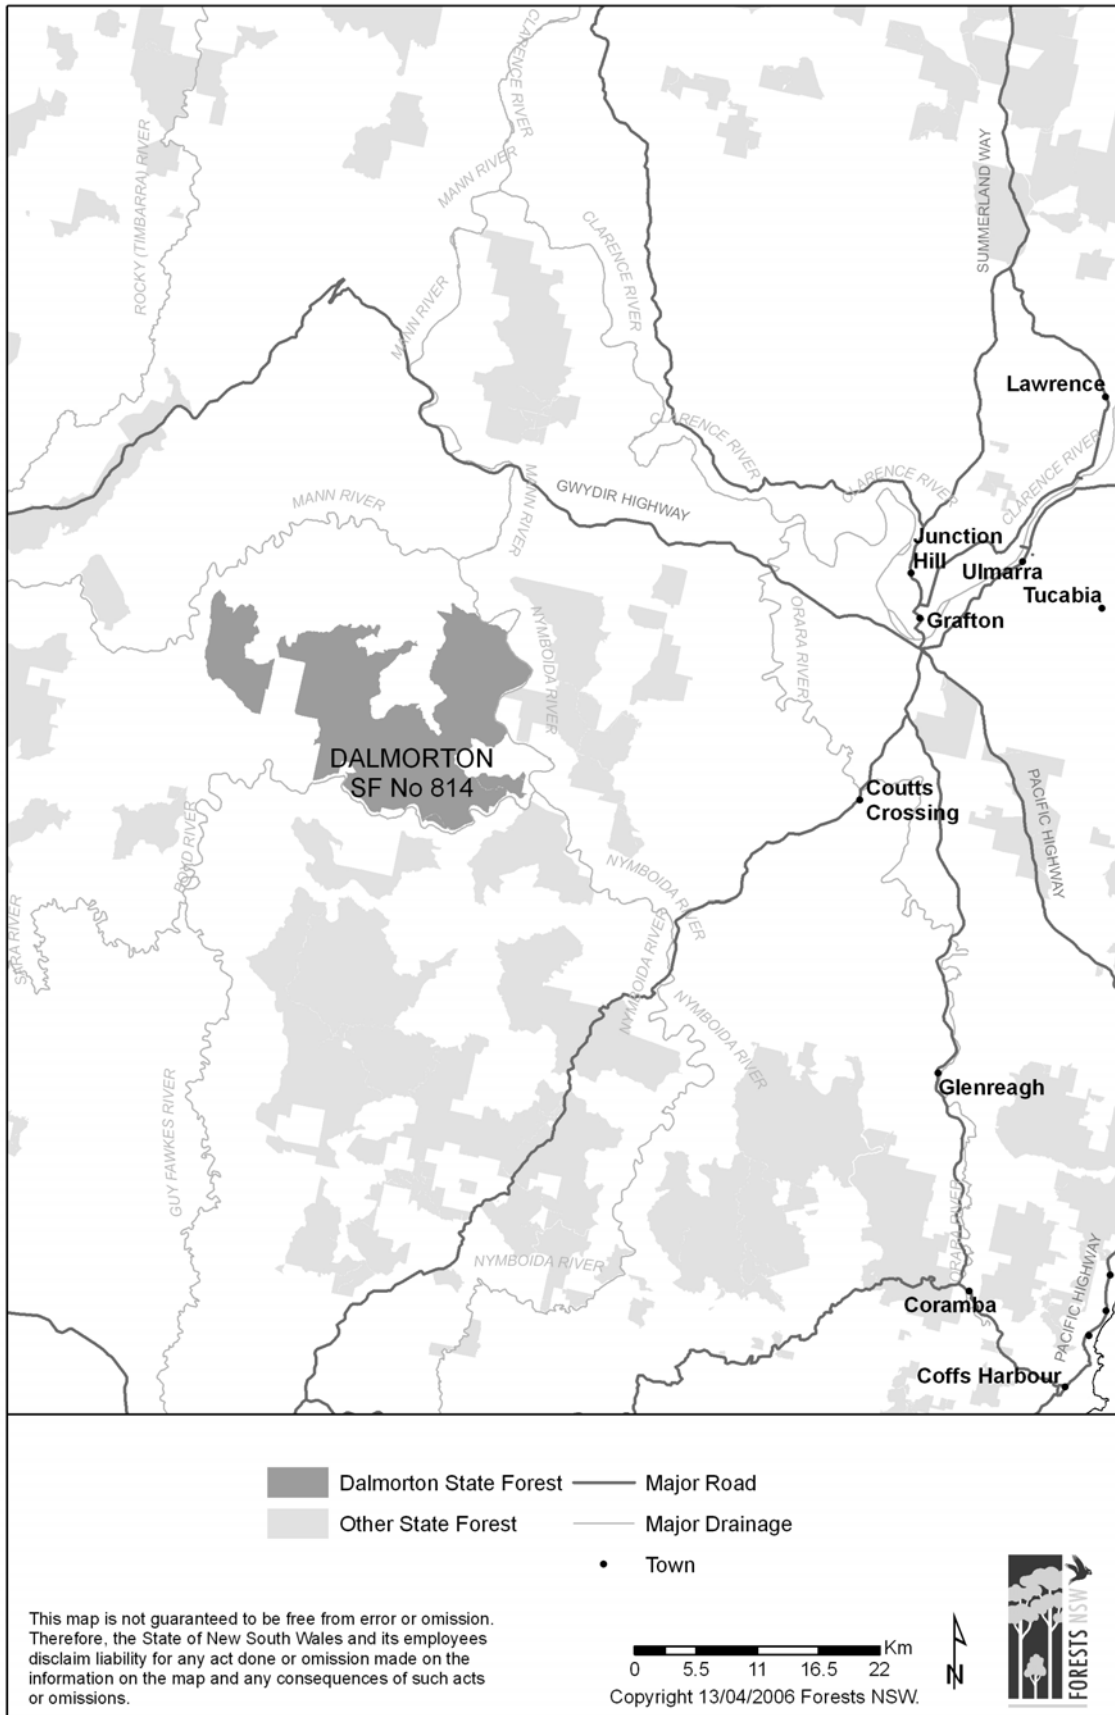 CLARENCE RIVER
ROCKY (TIMBARRA) RIVER
MANN RIVER
SUMMERLAND WAY
CLARENCE RIVER
MANN RIVER
Lawrence
CLARENCE RIVER
MANN RIVER
MANN RIVER
GWYDIR HIGHWAY
CLARENCE RIVER
CLARENCE RIVER
Junction
Hill
Ulmarra
Tucabia
Grafton
ORARA RIVER
NYMBOIDA RIVER
DALMORTON
SF No 814
Coutts
Crossing
PACIFIC HIGHWAY
BOYD RIVER
NYMBOIDA RIVER
SARA RIVER
NYMBOIDA RIVER
NYMBOIDA RIVER
Glenreagh
GUY FAWKES RIVER
ORARA RIVER
NYMBOIDA RIVER
PACIFIC HIGHWAY
Coramba
Coffs Harbour
Dalmorton State Forest
Major Road
Other State Forest
Major Drainage
Town
This map is not guaranteed to be free from error or omission.
Therefore, the State of New South Wales and its employees
disclaim liability for any act done or omission made on the
information on the map and any consequences of such acts
or omissions.
Km
0 5.5 11 16.5 22
Copyright 13/04/2006 Forests NSW.
N
FORESTS NSW